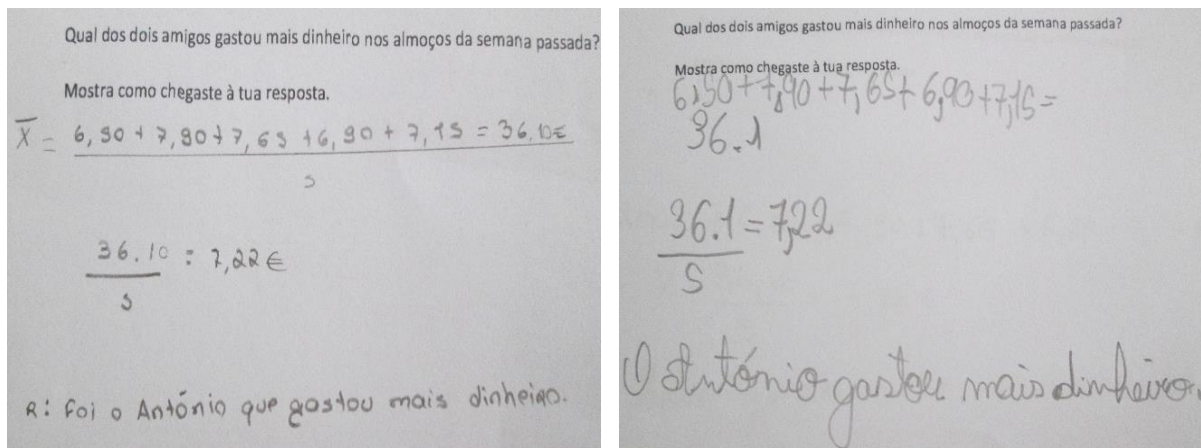 Qual dos dois amigos gastou mais dinheiro nos almoços da semana passada?
Mostra como chegaste à tua resposta.
X̅ = 6,50 + 7,90 + 7,65 + 6,90 + 7,15 = 36.10€
5
36.10 = 7,22€
5
R: Foi o António que gastou mais dinheiro.
Qual dos dois amigos gastou mais dinheiro nos almoços da semana passada?
Mostra como chegaste à tua resposta.
6,50+7,90+7,65+6,90+7,15=
36.1
36.1=7,22
5
O António gastou mais dinheiro.